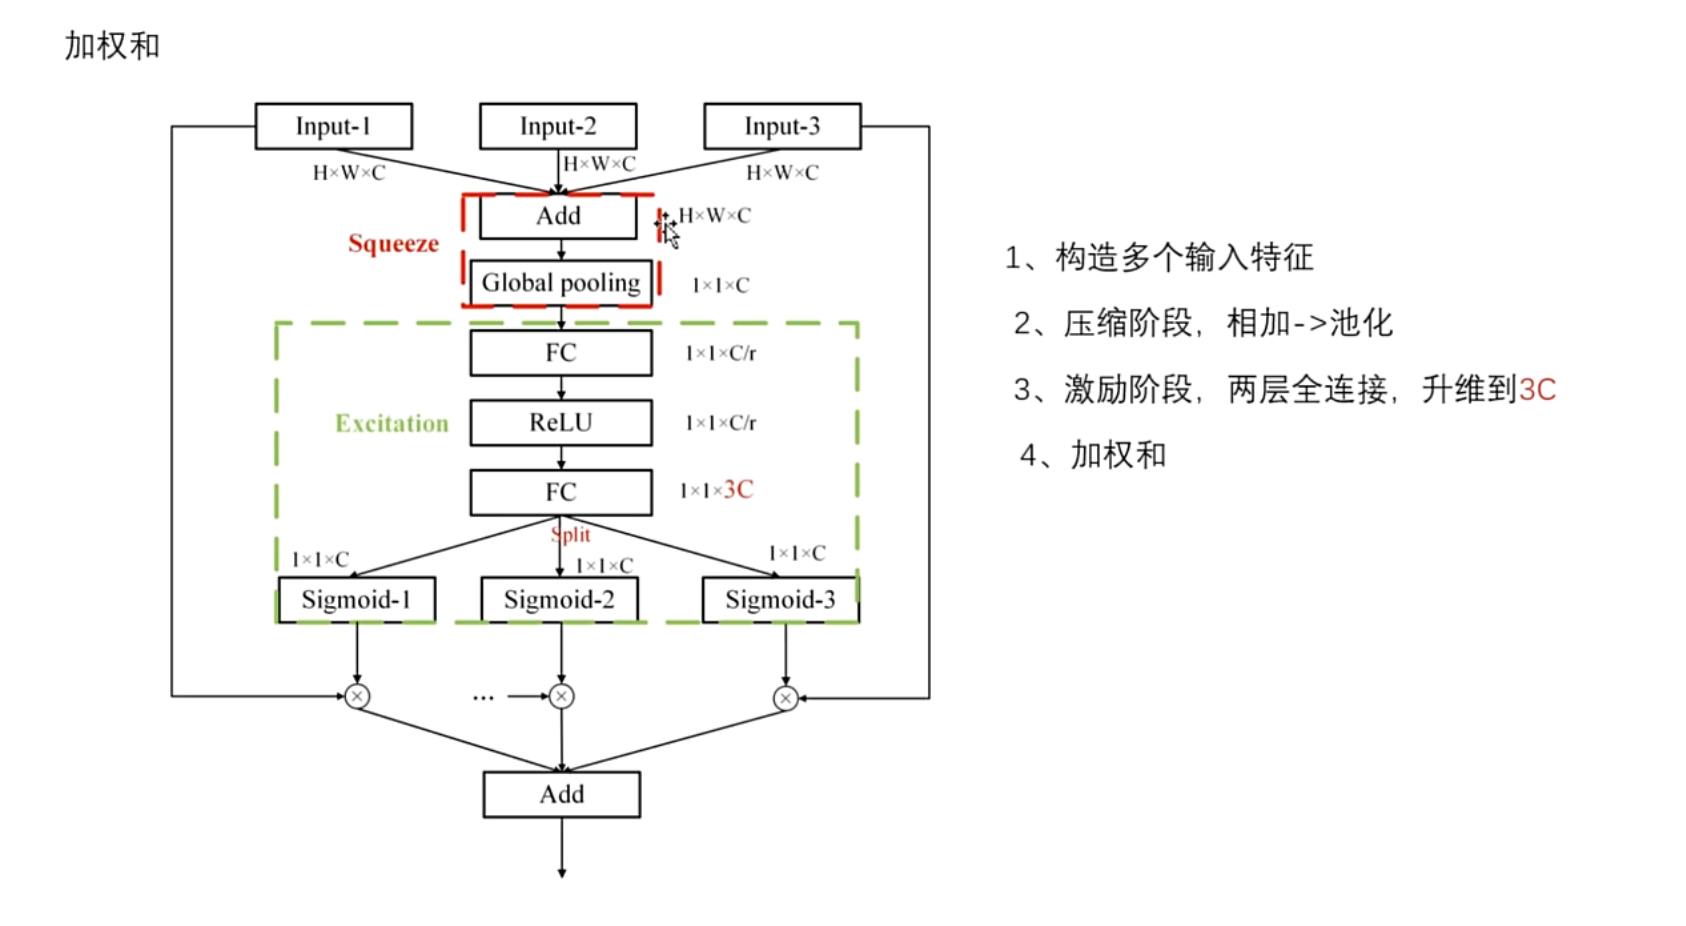 加权和
Input-1
Input-2
Input-3
H×W×C
H×W×C
H×W×C
Add
H×W×C
Squeeze
Global pooling
1×1×C
FC
1×1×C/r
Excitation
ReLU
1×1×C/r
FC
1×1×3C
Split
1×1×C
1×1×C
1×1×C
Sigmoid-1
Sigmoid-2
Sigmoid-3
...
Add
1、构造多个输入特征
2、压缩阶段，相加->池化
3、激励阶段，两层全连接，升维到3C
4、加权和